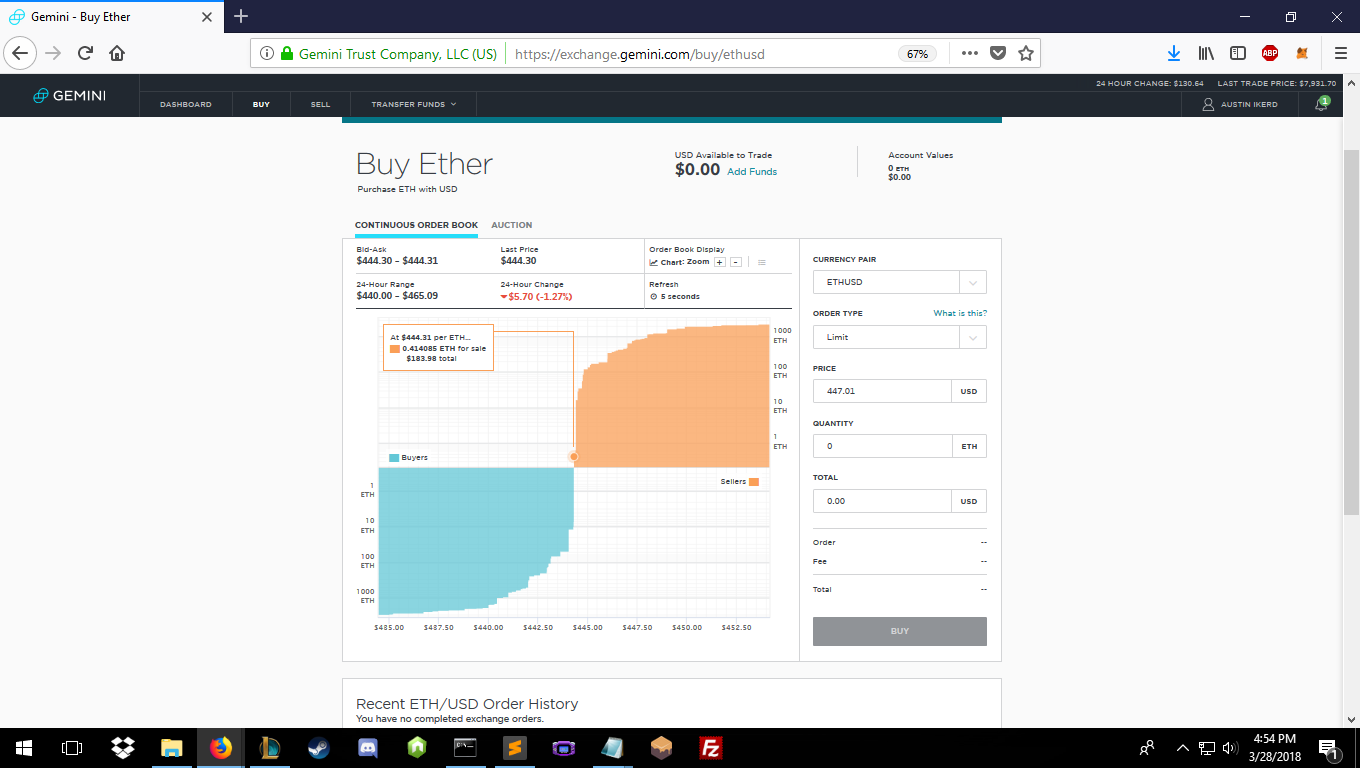 Gemini - Buy Ether
Gemini Trust Company, LLC (US)
https://exchange.gemini.com/buy/ethusd
67%
ABP
GEMINI
24 HOUR CHANGE: $130.64 LAST TRADE PRICE: $7,931.70
DASHBOARD BUY SELL TRANSFER FUNDS
AUSTIN IKERD
1
Buy Ether
Purchase ETH with USD
USD Available to Trade
$0.00 Add Funds
Account Values
0 ETH
$0.00
CONTINUOUS ORDER BOOK AUCTION
Bid-Ask
$444.30 - $444.31
Last Price
$444.30
Order Book Display
Chart: Zoom + -
24-Hour Range
$440.00 - $465.09
24-Hour Change
$5.70 (-1.27%)
Refresh
5 seconds
At $444.31 per ETH...
0.414085 ETH for sale
$183.98 total
1000
ETH
100
ETH
10
ETH
1
ETH
Buyers
Sellers
1
ETH
10
ETH
100
ETH
1000
ETH
$485.00 $487.50 $440.00 $442.50 $445.00 $447.50 $450.00 $452.50
CURRENCY PAIR
ETHUSD
ORDER TYPE What is this?
Limit
PRICE
447.01 USD
QUANTITY
0 ETH
TOTAL
0.00 USD
Order --
Fee --
Total --
BUY
Recent ETH/USD Order History
You have no completed exchange orders.
4:54 PM
3/28/2018
1